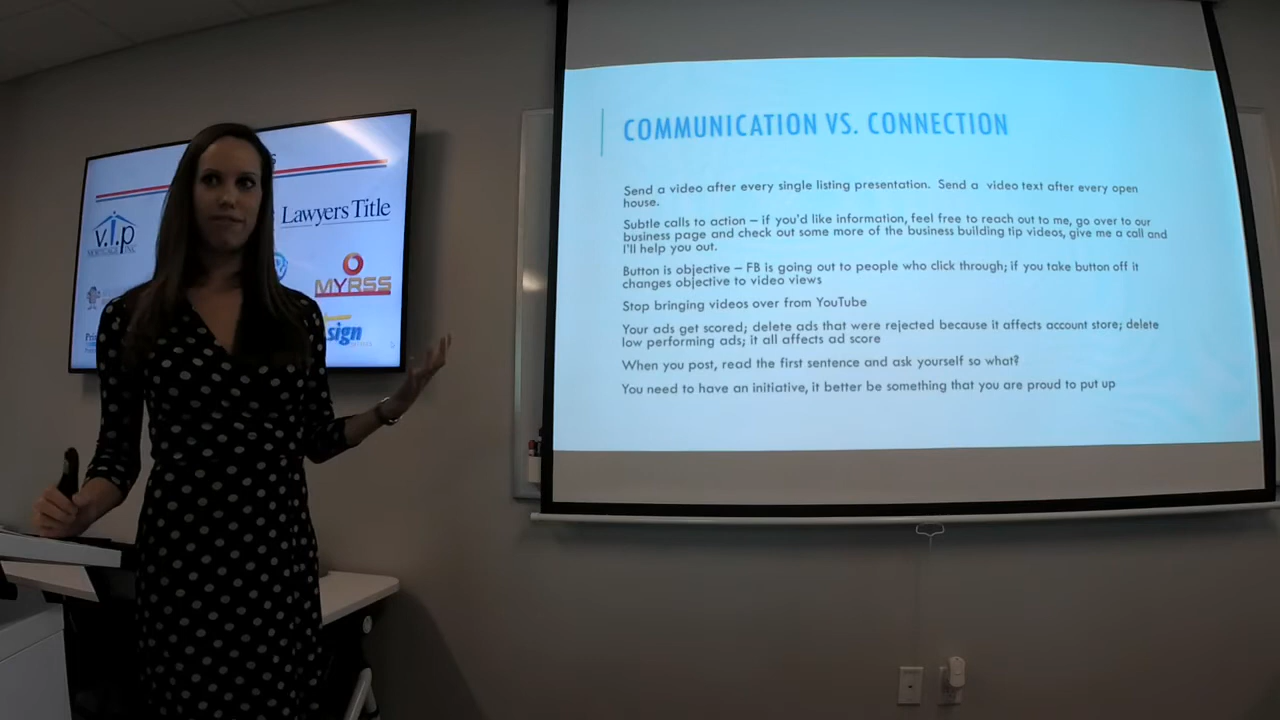 COMMUNICATION VS. CONNECTION
Send a video after every single listing presentation. Send a video text after every open
house.
Subtle calls to action – if you'd like information, feel free to reach out to me, go over to our
business page and check out some more of the business building tip videos, give me a call and
I'll help you out.
Button is objective – FB is going out to people who click through; if you take button off it
changes objective to video views
Stop bringing videos over from YouTube
Your ads get scored; delete ads that were rejected because it affects account store; delete
low performing ads; it all affects ad score
When you post, read the first sentence and ask yourself so what?
You need to have an initiative, it better be something that you are proud to put up
Lawyers Title
v.i.p
MORTGAGE INC
MYRSS
sign